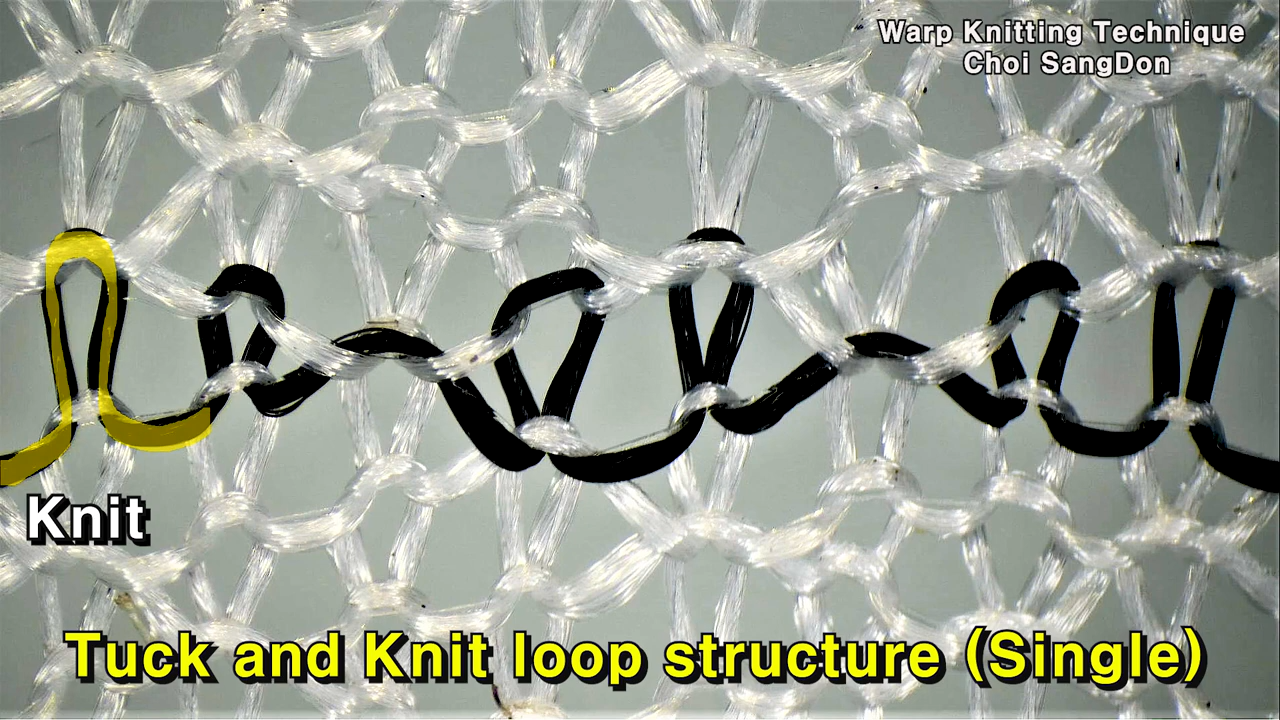 Warp Knitting Technique
Choi SangDon
Knit
Tuck and Knit loop structure (Single)